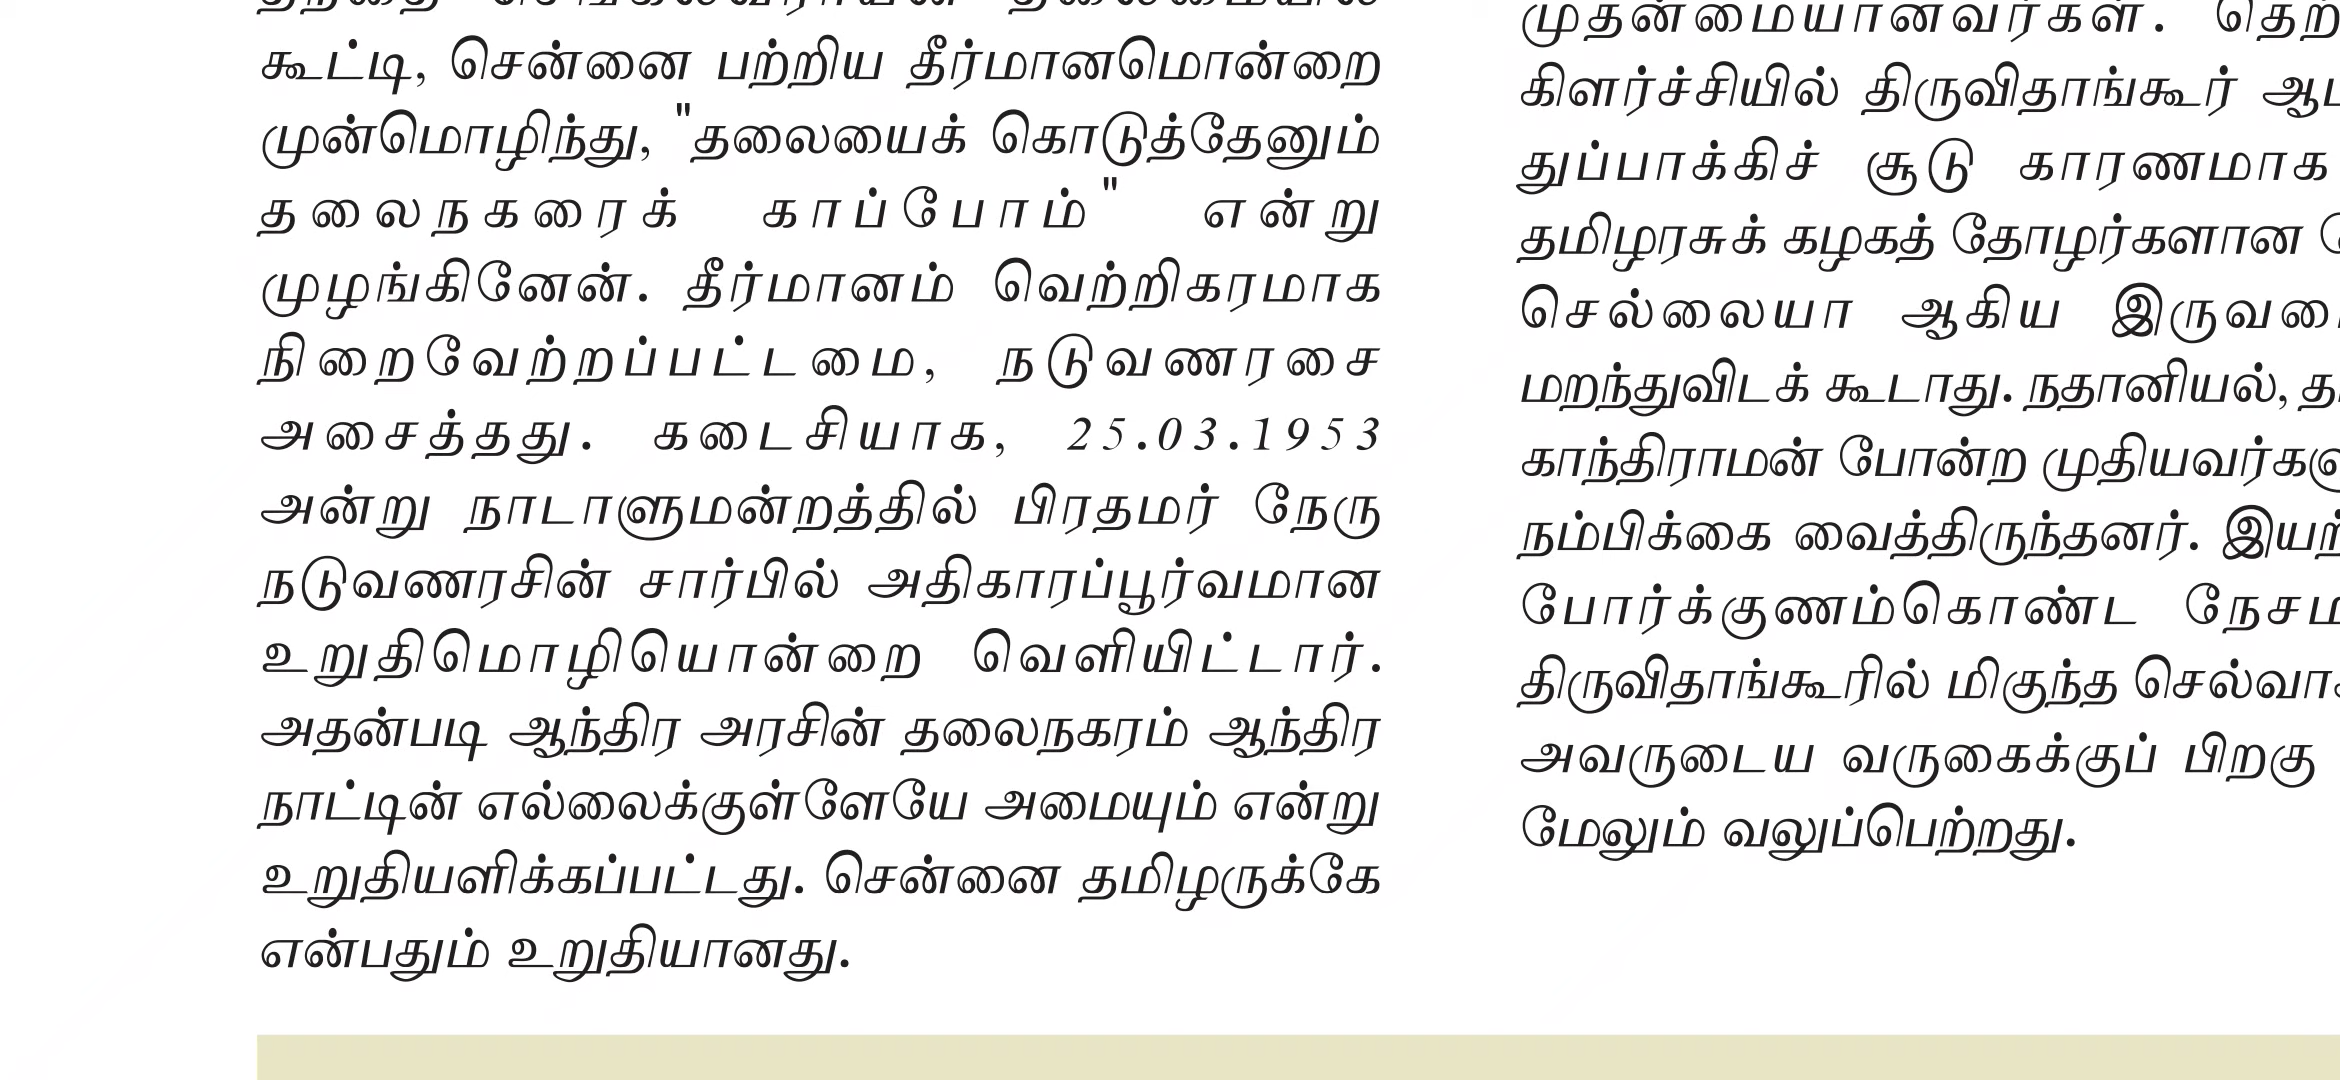 கூட்டி, சென்னை பற்றிய தீர்மானமொன்றை
முன்மொழிந்து, "தலையைக் கொடுத்தேனும்
தலைநகரைக் காப்போம்" என்று
முழங்கினேன். தீர்மானம் வெற்றிகரமாக
நிறைவேற்றப்பட்டமை, நடுவணரசை
அசைத்தது. கடைசியாக, 25.03.1953
அன்று நாடாளுமன்றத்தில் பிரதமர் நேரு
நடுவணரசின் சார்பில் அதிகாரப்பூர்வமான
உறுதிமொழியொன்றை வெளியிட்டார்.
அதன்படி ஆந்திர அரசின் தலைநகரம் ஆந்திர
நாட்டின் எல்லைக்குள்ளேயே அமையும் என்று
உறுதியளிக்கப்பட்டது. சென்னை தமிழருக்கே
என்பதும் உறுதியானது.
முதன்மையானவர்கள்.
கிளர்ச்சியில் திருவிதாங்கூர்
துப்பாக்கிச் சூடு காரணமாக
தமிழரசுக் கழகத் தோழர்களான
செல்லையா ஆகிய
மறந்துவிடக் கூடாது. நதானியல்,
காந்திராமன் போன்ற
நம்பிக்கை வைத்திருந்தனர்.
போர்க்குணம்கொண்ட
திருவிதாங்கூரில் மிகுந்த
அவருடைய வருகைக்குப் பிறகு
மேலும் வலுப்பெற்றது.